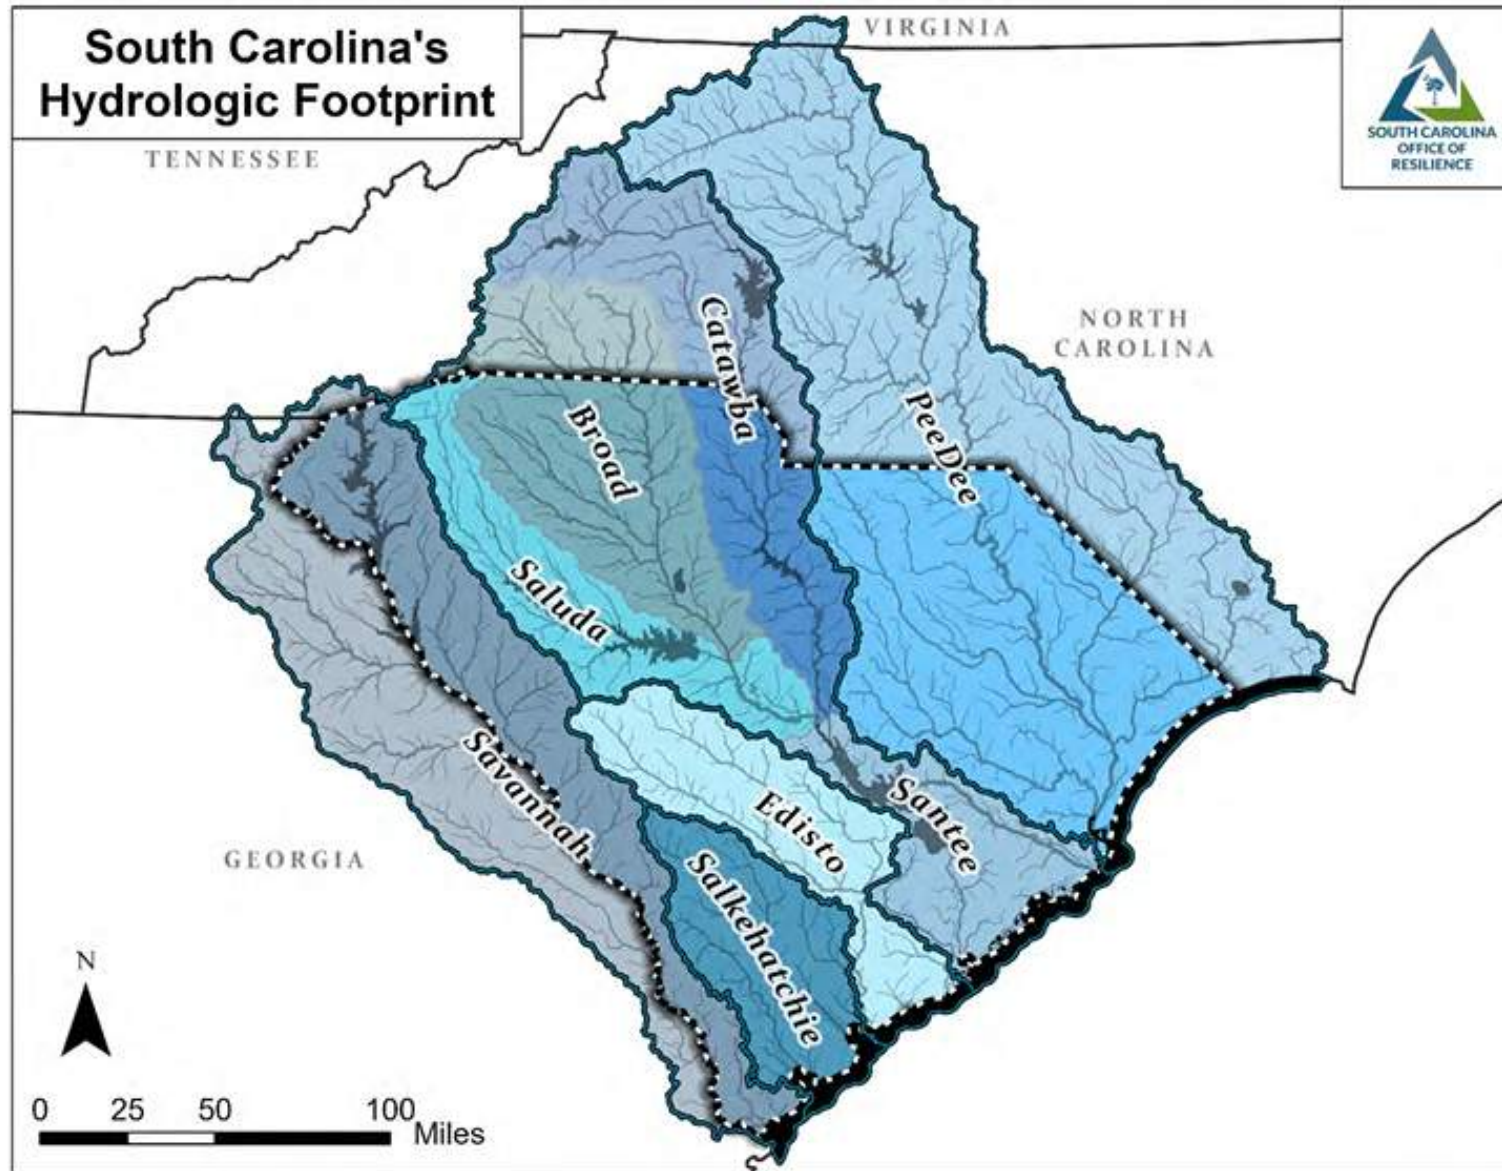 South Carolina's
Hydrologic Footprint
VIRGINIA
SOUTH CAROLINA
OFFICE OF
RESILIENCE
TENNESSEE
NORTH
CAROLINA
Catawba
PeeDee
Broad
Saluda
Savannah
Edisto
Santee
Salkehatchie
GEORGIA
N
0 25 50 100
Miles